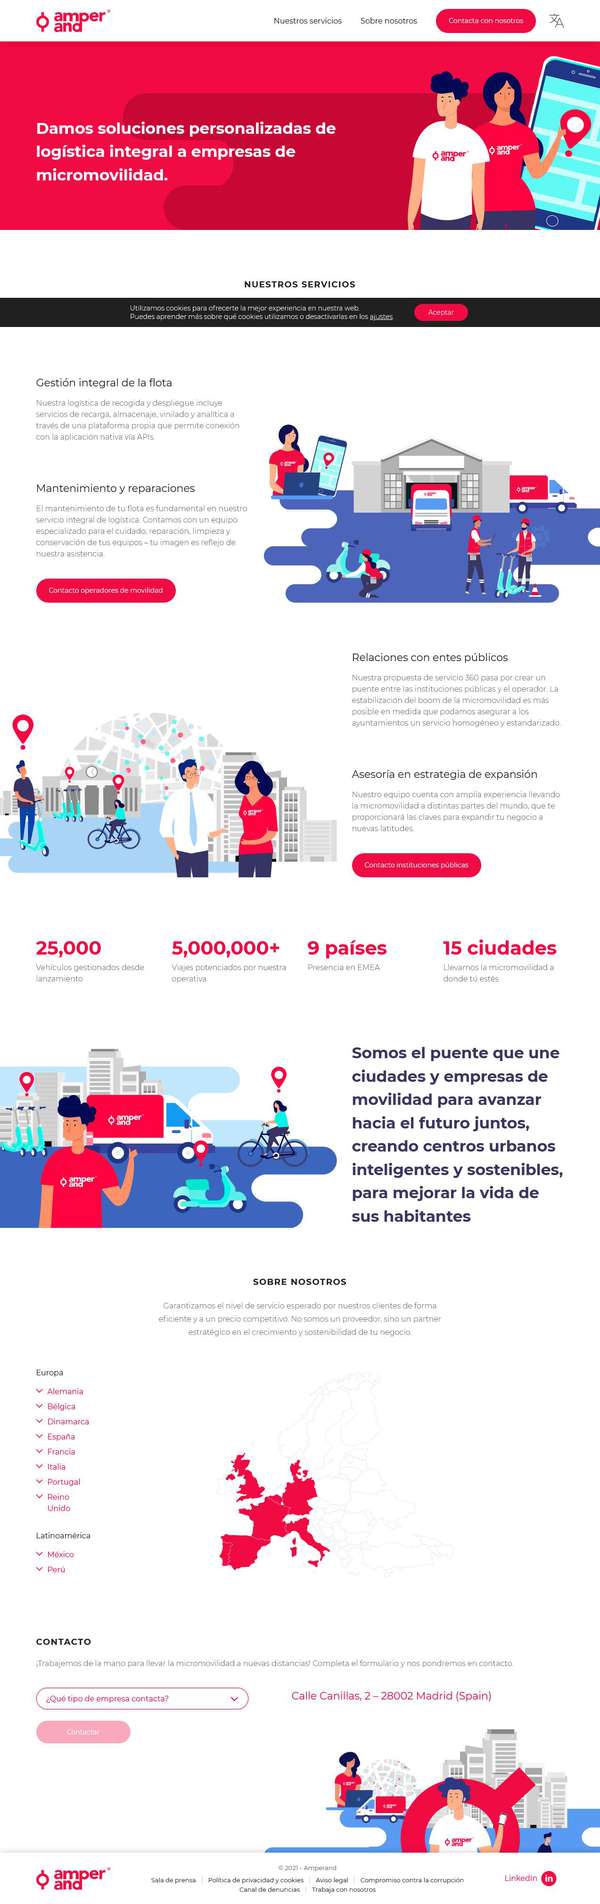 amper
and
Nuestros servicios
Sobre nosotros
Contacta con nosotros
Damos soluciones personalizadas de
logística integral a empresas de
micromovilidad.
amper
and
amper
and
NUESTROS SERVICIOS
Utilizamos cookies para ofrecerte la mejor experiencia en nuestra web.
Puedes aprender más sobre qué cookies utilizamos o desactivarlas en los ajustes.
Aceptar
Gestión integral de la flota
Nuestra logística de recogida y despliegue incluye
servicios de recarga, almacenaje, vinilado y analítica a
través de una plataforma propia que permite conexión
con la aplicación nativa vía APIs.
Mantenimiento y reparaciones
El mantenimiento de tu flota es fundamental en nuestro
servicio integral de logística. Contamos con un equipo
especializado para el cuidado, reparación, limpieza y
conservación de tus equipos – tu imagen es reflejo de
nuestra asistencia.
Contacto operadores de movilidad
Relaciones con entes públicos
Nuestra propuesta de servicio 360 pasa por crear un
puente entre las instituciones públicas y el operador. La
estabilización del boom de la micromovilidad es más
posible en medida que podamos asegurar a los
ayuntamientos un servicio homogéneo y estandarizado.
Asesoría en estrategia de expansión
Nuestro equipo cuenta con amplia experiencia llevando
la micromovilidad a distintas partes del mundo, que te
proporcionará las claves para expandir tu negocio a
nuevas latitudes.
Contacto instituciones públicas
25,000
Vehículos gestionados desde
lanzamiento
5,000,000+
Viajes potenciados por nuestra
operativa
9 países
Presencia en EMEA
15 ciudades
Llevamos la micromovilidad a
donde tú estés
amper
and
amper
and
Somos el puente que une
ciudades y empresas de
movilidad para avanzar
hacia el futuro juntos,
creando centros urbanos
inteligentes y sostenibles,
para mejorar la vida de
sus habitantes
SOBRE NOSOTROS
Garantizamos el nivel de servicio esperado por nuestros clientes de forma
eficiente y a un precio competitivo. No somos un proveedor, sino un partner
estratégico en el crecimiento y sostenibilidad de tu negocio.
Europa
Alemania
Bélgica
Dinamarca
España
Francia
Italia
Portugal
Reino
Unido
Latinoamérica
México
Perú
CONTACTO
¡Trabajemos de la mano para llevar la micromovilidad a nuevas distancias! Completa el formulario y nos pondremos en contacto.
¿Qué tipo de empresa contacta?
Contactar
Calle Canillas, 2 – 28002 Madrid (Spain)
amper
and
amper
and
© 2021 - Amperand
Sala de prensa
Política de privacidad y cookies
Aviso legal
Compromiso contra la corrupción
Canal de denuncias
Trabaja con nosotros
Linkedin
in